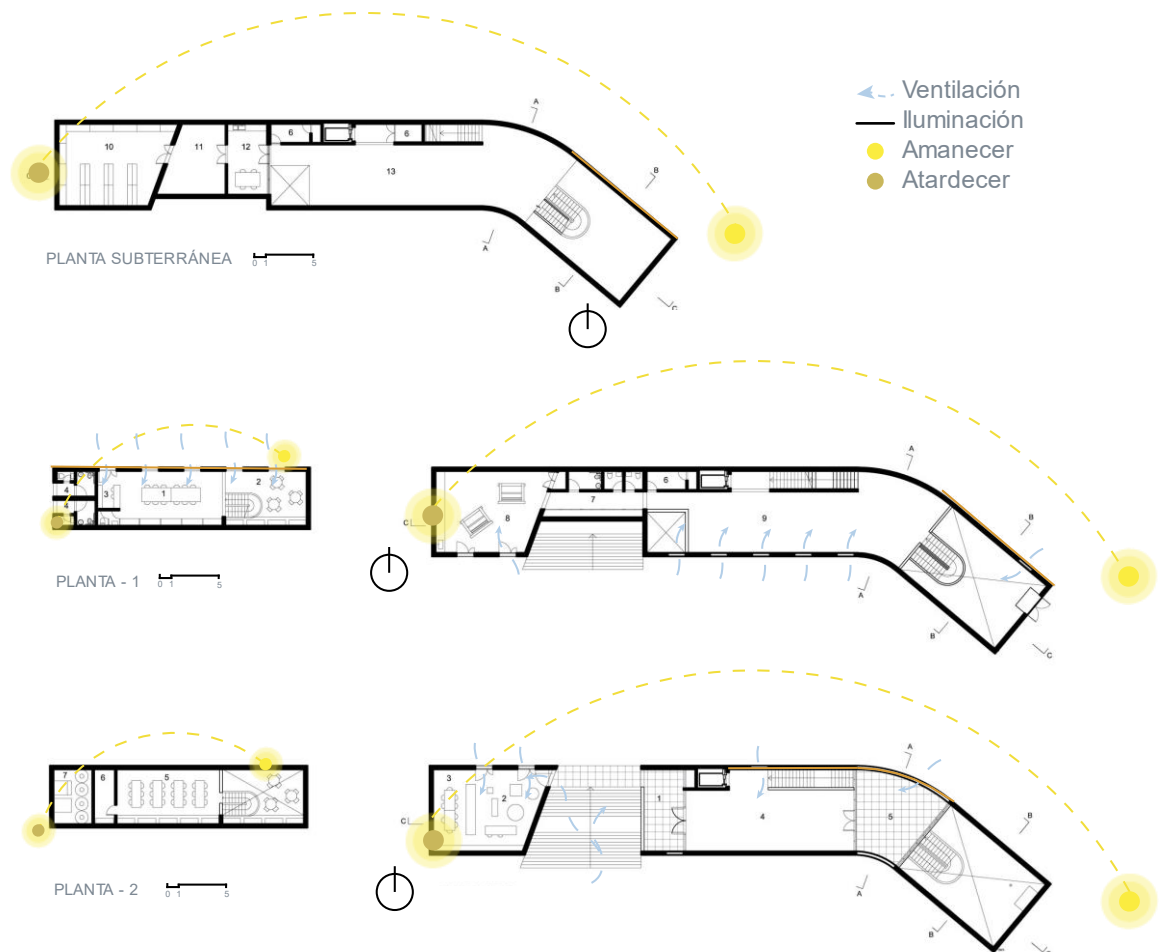 Ventilación
Iluminación
Amanecer
Atardecer
A
6
6
10
11
12
13
B
A
B
C
PLANTA SUBTERRÁNEA
0 1 5
4
3
1
2
4
PLANTA - 1
0 1 5
A
6
7
C
8
9
B
A
B
C
7
6
5
PLANTA - 2
0 1 5
A
3
2
1
4
5
C
B
A
B